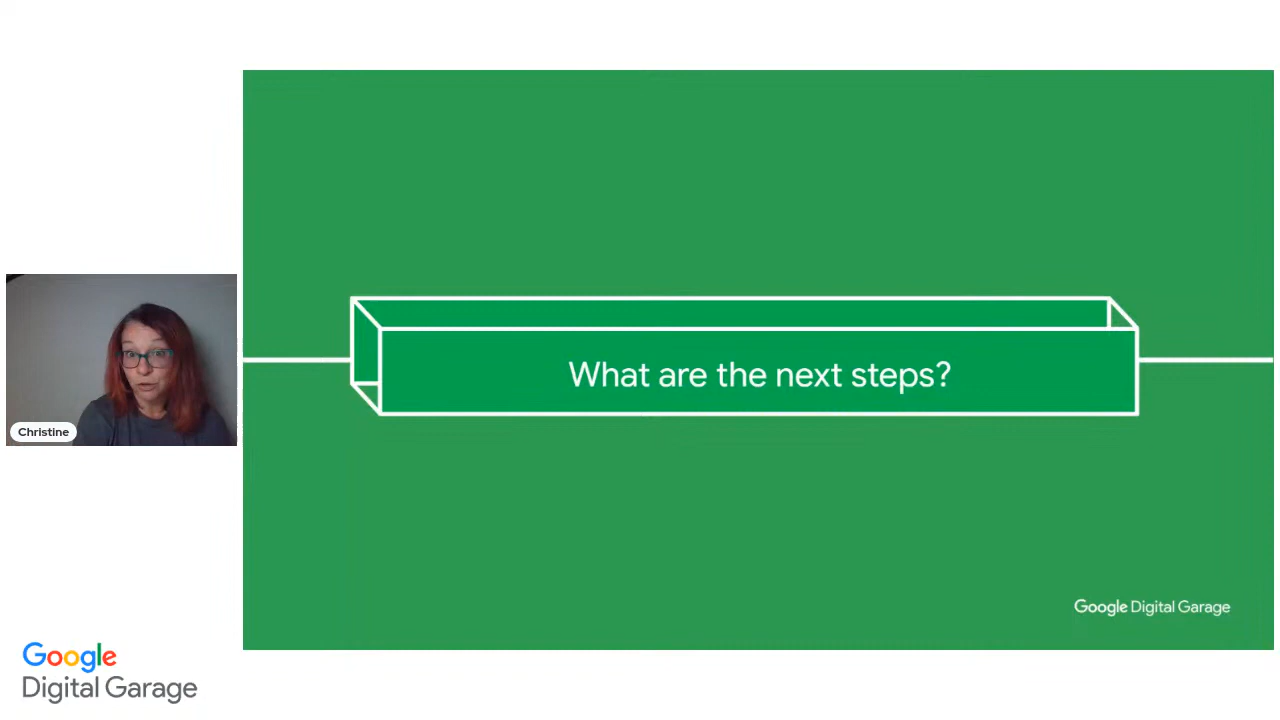 What are the next steps?
Christine
Google Digital Garage
Google
Digital Garage